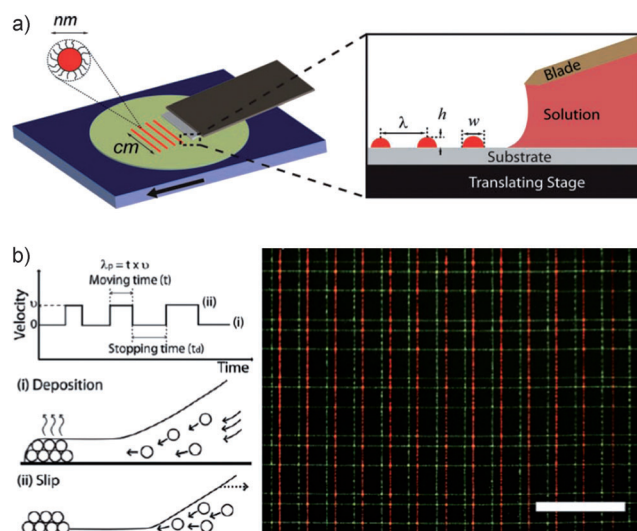 a)
nm
cm
Blade
Solution
λ
h
w
Substrate
Translating Stage
b)
λp = t x υ
Moving time (t)
Velocity
υ
0
(ii)
(i)
Stopping time (td)
Time
(i) Deposition
(ii) Slip